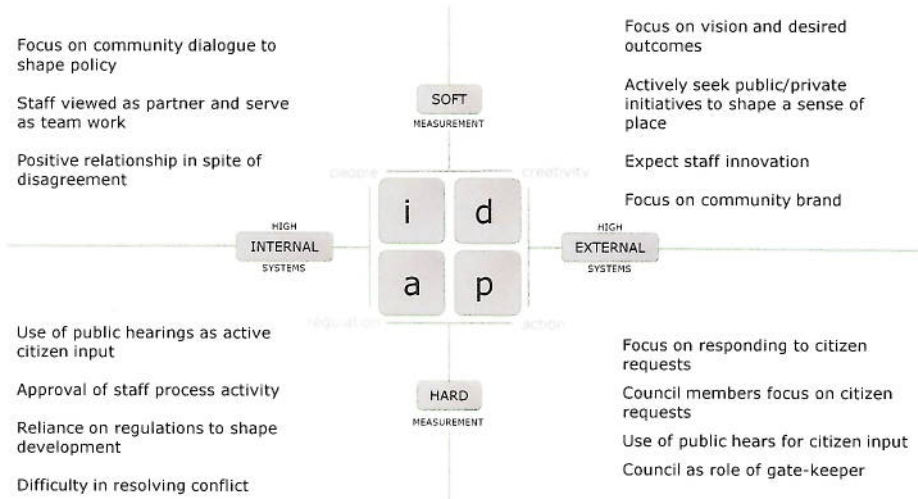 Focus on community dialogue to
shape policy
Staff viewed as partner and serve
as team work
Positive relationship in spite of
disagreement
Focus on vision and desired
outcomes
Actively seek public/private
initiatives to shape a sense of
place
Expect staff innovation
Focus on community brand
SOFT
MEASUREMENT
people
creativity
i
d
HIGH
INTERNAL
SYSTEMS
HIGH
EXTERNAL
SYSTEMS
a
p
regulation
action
HARD
MEASUREMENT
Use of public hearings as active
citizen input
Approval of staff process activity
Reliance on regulations to shape
development
Difficulty in resolving conflict
Focus on responding to citizen
requests
Council members focus on citizen
requests
Use of public hears for citizen input
Council as role of gate-keeper